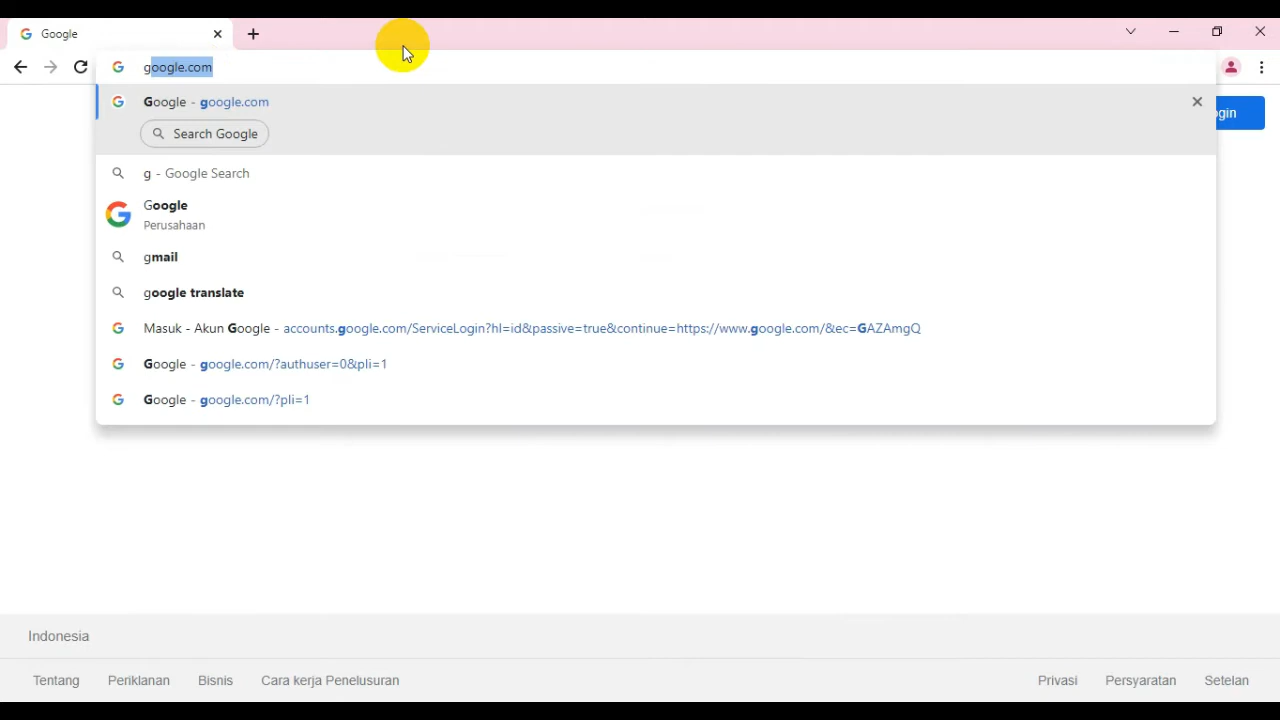 Google
google.com
Google - google.com
Search Google
g - Google Search
Google
Perusahaan
gmail
google translate
Masuk - Akun Google - accounts.google.com/ServiceLogin?hl=id&passive=true&continue=https://www.google.com/&ec=GAZAmgQ
Google - google.com/?authuser=0&pli=1
Google - google.com/?pli=1
Indonesia
Tentang Periklanan Bisnis Cara kerja Penelusuran Privasi Persyaratan Setelan